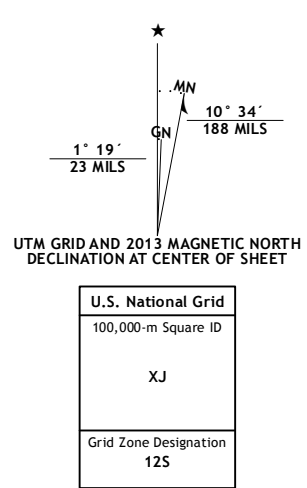 ★
MN
GN
10° 34´
188 MILS
1° 19´
23 MILS
UTM GRID AND 2013 MAGNETIC NORTH
DECLINATION AT CENTER OF SHEET
U.S. National Grid
100,000-m Square ID
XJ
Grid Zone Designation
12S